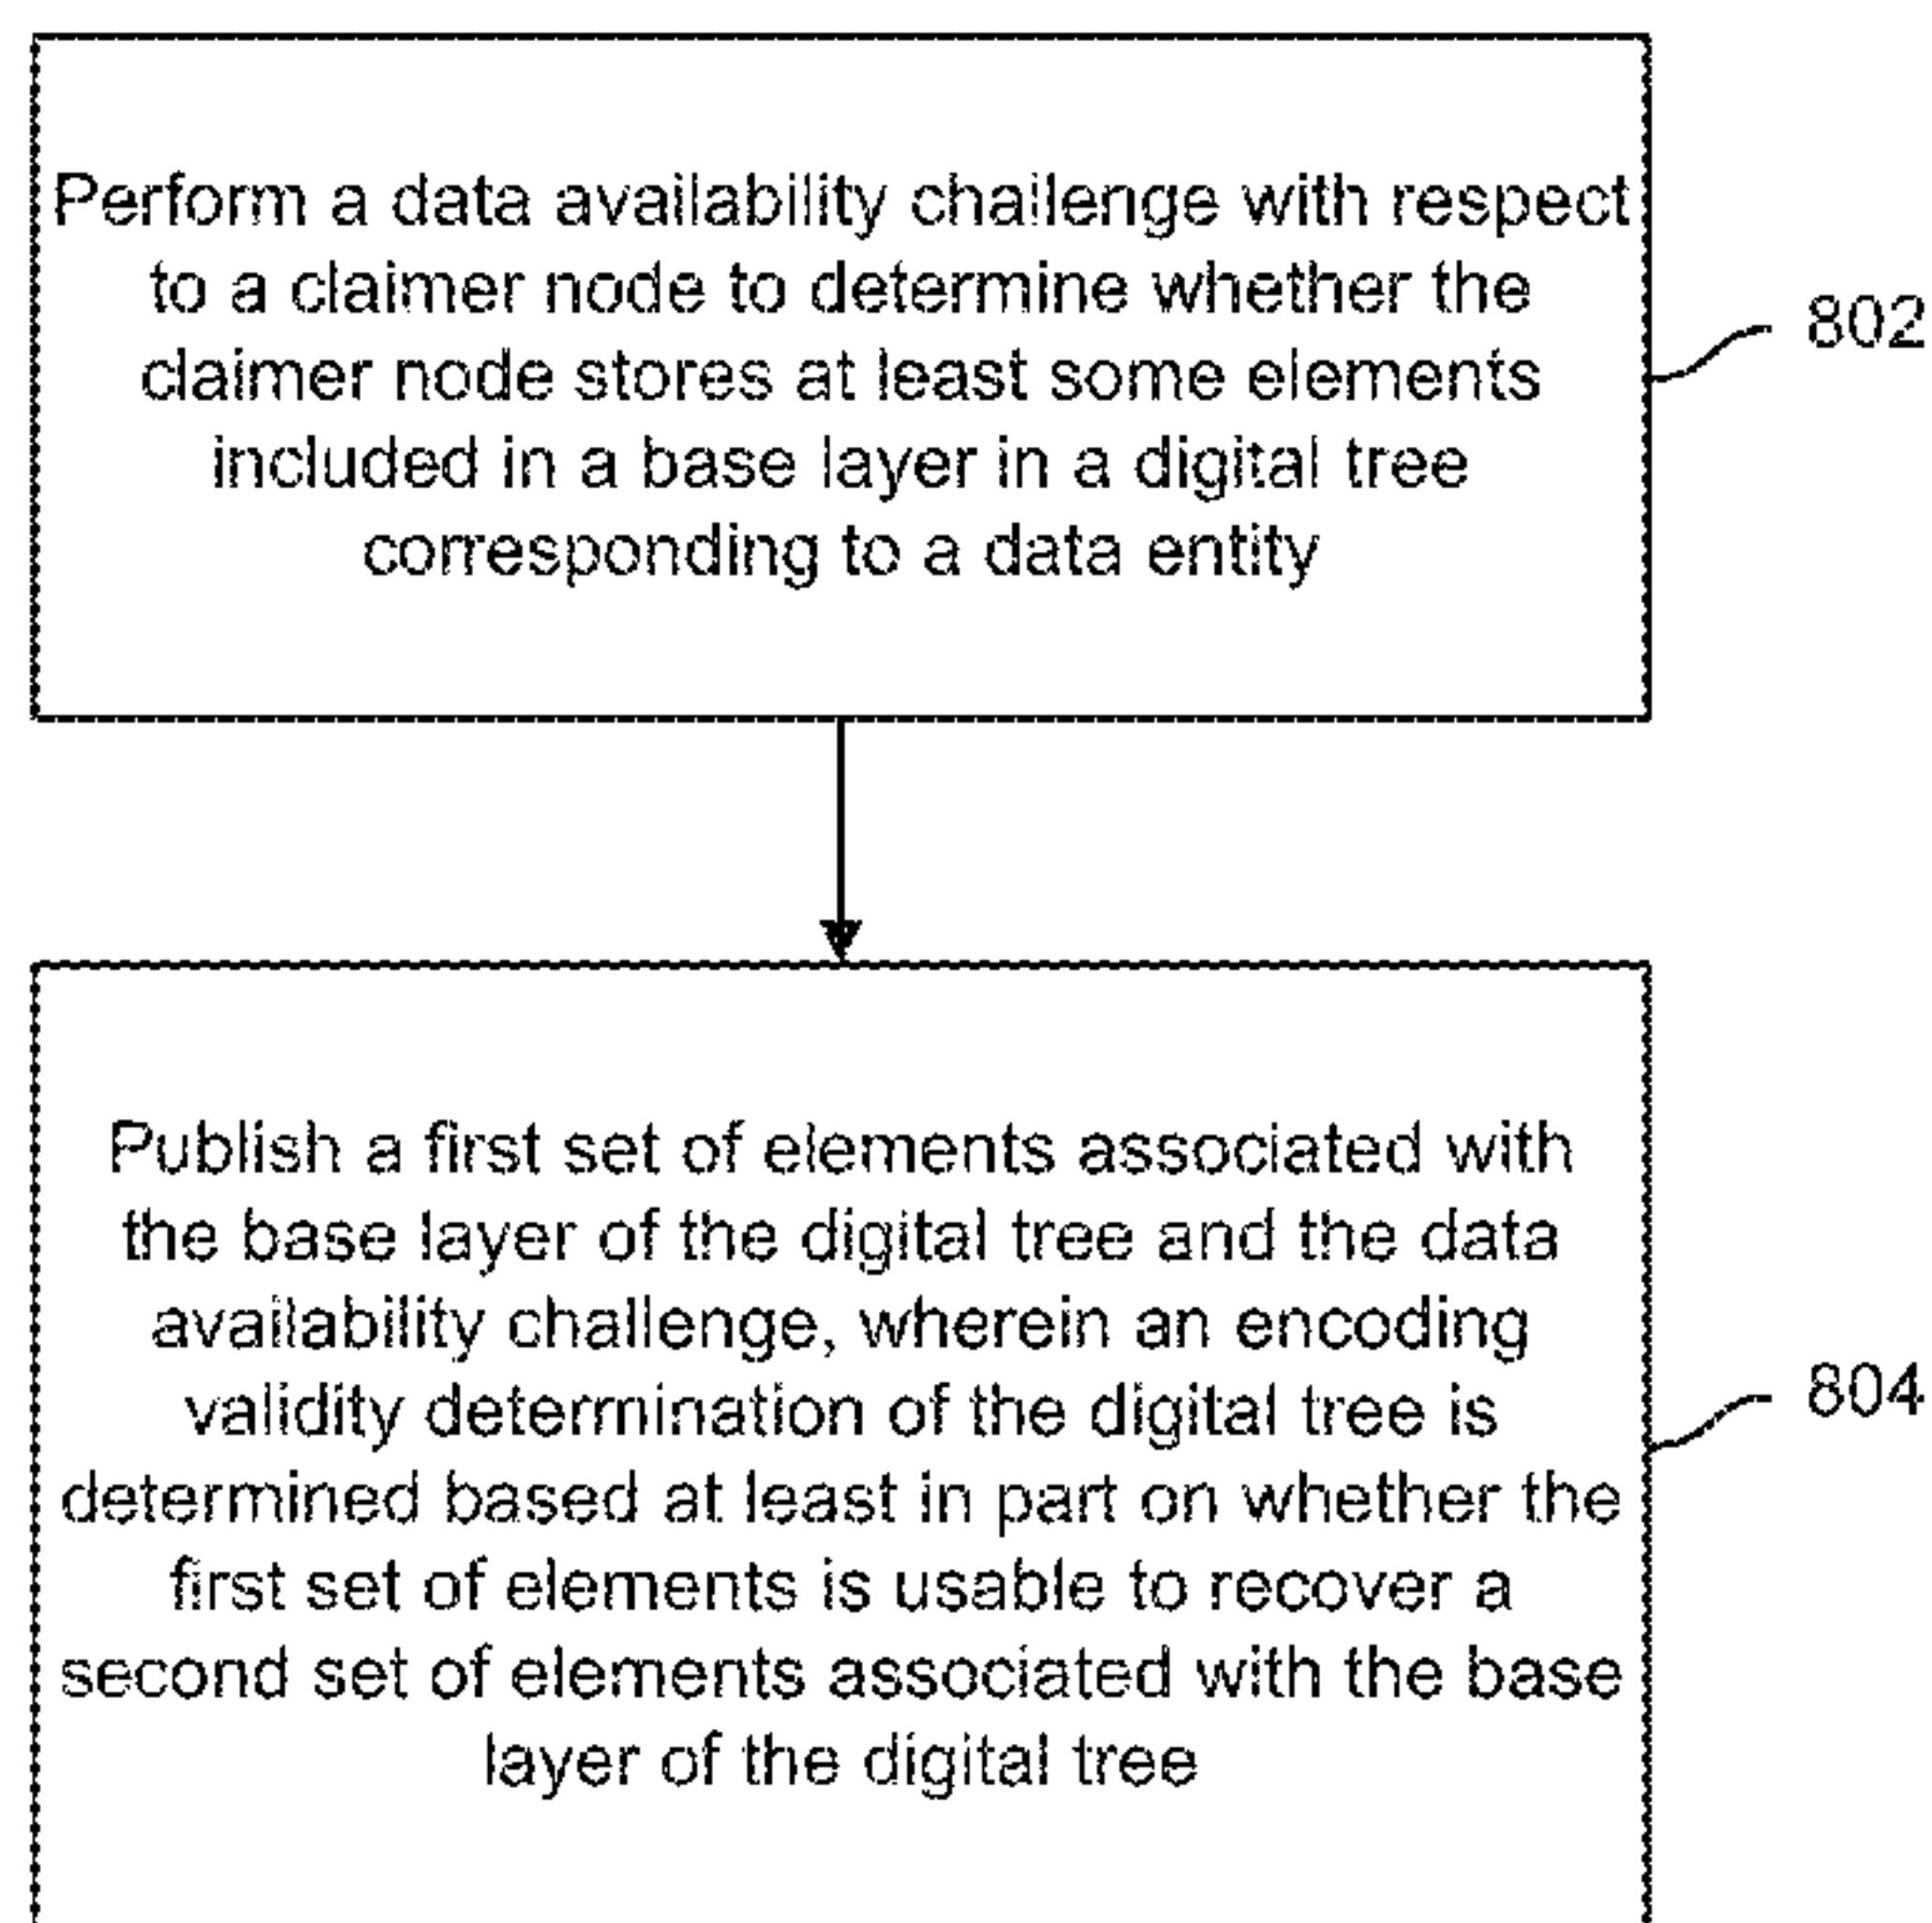 Perform a data availability challenge with respect
to a claimer node to determine whether the
claimer node stores at least some elements
included in a base layer in a digital tree
corresponding to a data entity
802
Publish a first set of elements associated with
the base layer of the digital tree and the data
availability challenge, wherein an encoding
validity determination of the digital tree is
determined based at least in part on whether the
first set of elements is usable to recover a
second set of elements associated with the base
layer of the digital tree
804